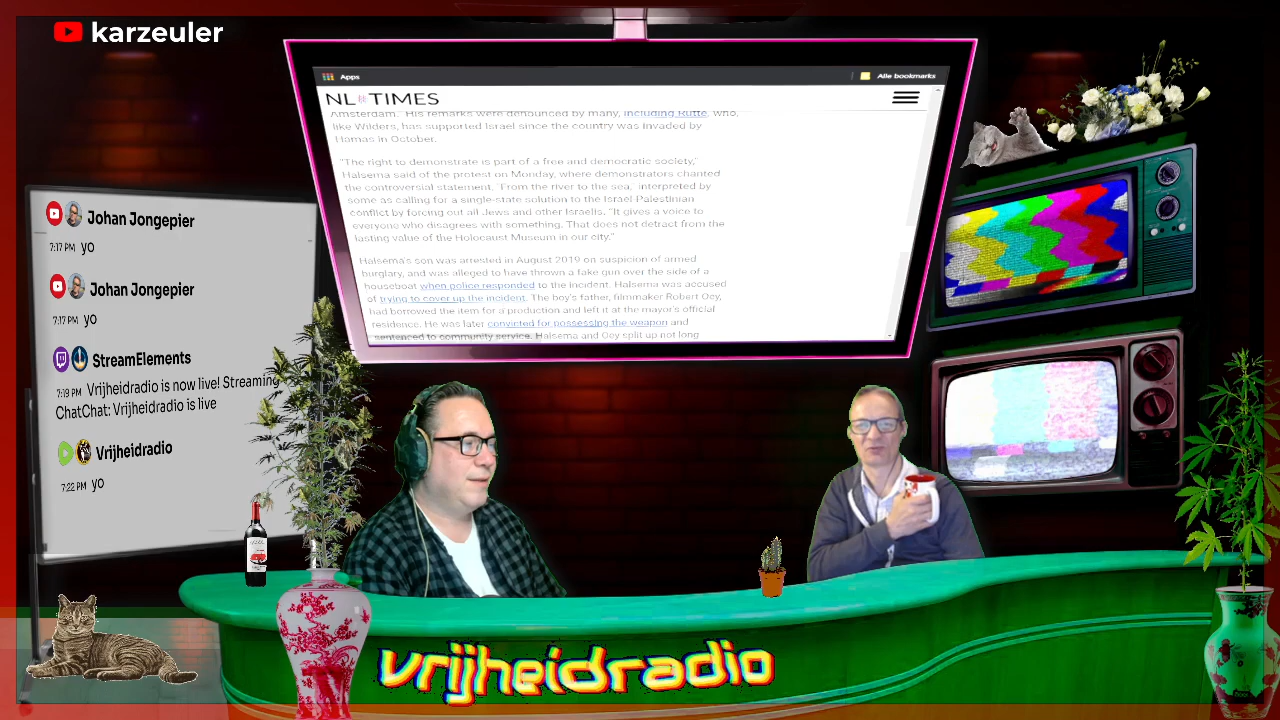 karzeuler
Apps
Alle bookmarks
NL TIMES
Amsterdam." His remarks were denounced by many, including Rutte, who,
like Wilders, has supported Israel since the country was invaded by
Hamas in October.
"The right to demonstrate is part of a free and democratic society,"
Halsema said of the protest on Monday, where demonstrators chanted
the controversial statement, "From the river to the sea," interpreted by
some as calling for a single-state solution to the Israel Palestinian
conflict by forcing out all Jews and other Israelis. "It gives a voice to
everyone who disagrees with something. That does not detract from the
lasting value of the Holocaust Museum in our city."
Halsema's son was arrested in August 2019 on suspicion of armed
burglary, and was alleged to have thrown a fake gun over the side of a
houseboat when police responded to the incident. Halsema was accused
of trying to cover up the incident. The boy's father, filmmaker Robert Oey,
had borrowed the item for a production and left it at the mayor's official
residence. He was later convicted for possessing the weapon and
sentenced to community service. Halsema and Oey split up not long
Johan Jongepier
7:17 PM yo
Johan Jongepier
7:17 PM yo
StreamElements
7:19 PM Vrijheidradio is now live! Streaming
ChatChat: Vrijheidradio is live
Vrijheidradio
7:22 PM yo
vrijheidradio